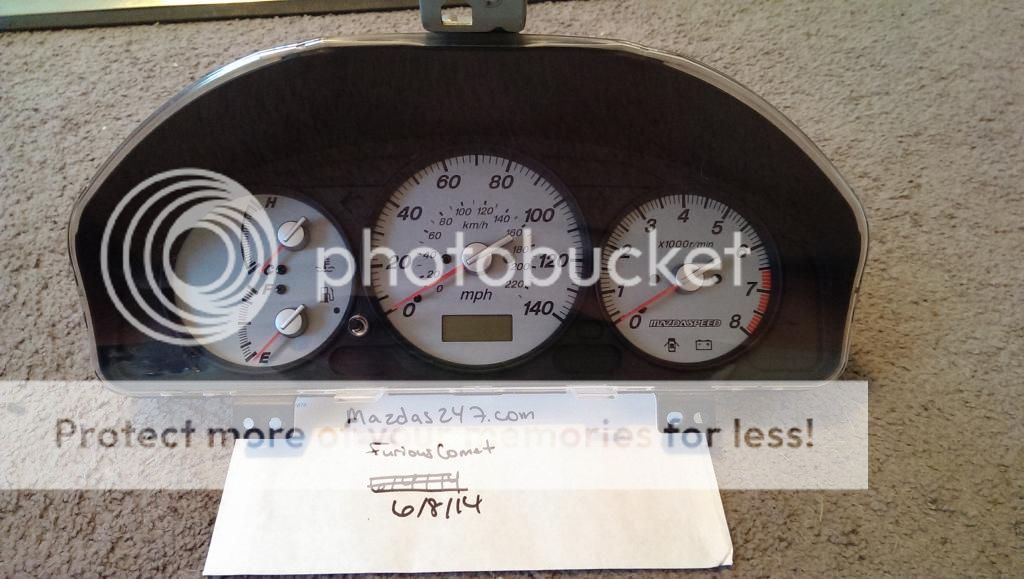 H
C
F
E
0
20
40
60
80
100
120
140
0
20
40
60
80
100
120
140
160
180
200
220
km/h
mph
0
1
2
3
4
5
6
7
8
x1000r/min
MAZDASPEED
photobucket
Protect more of your memories for less!
Mazdas247.com
FuriousComet
6/8/14